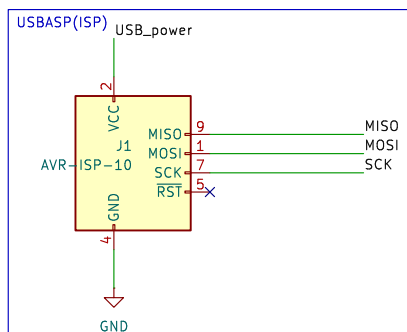 USBASP(ISP)
USB_power
2
VCC
J1
AVR-ISP-10
MISO
9
MISO
MOSI
1
MOSI
SCK
7
SCK
RST
5
GND
4
GND